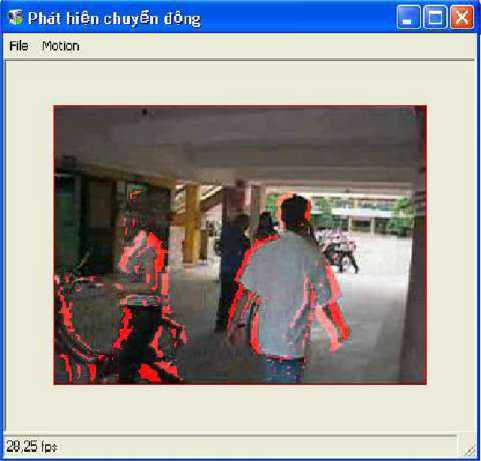 Phát hiện chuyển động
File Motion
28,25 fps